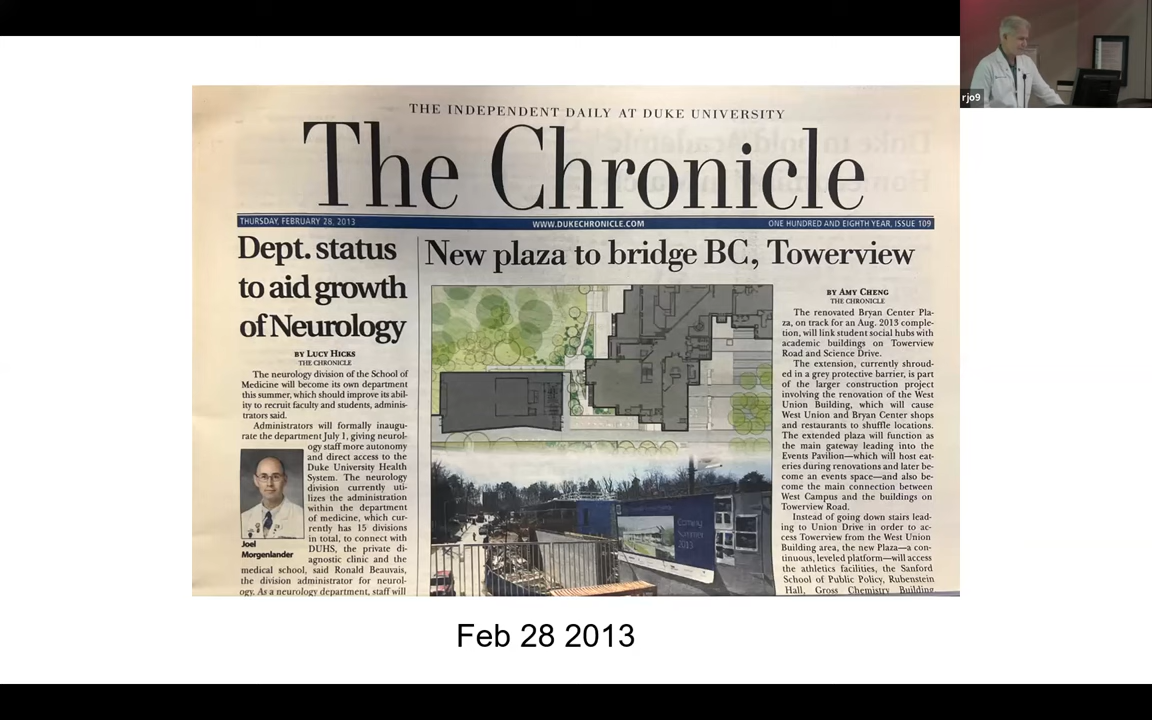 rjo9
THE INDEPENDENT DAILY AT DUKE UNIVERSITY
The Chronicle
THURSDAY, FEBRUARY 28, 2013
WWW.DUKECHRONICLE.COM
ONE HUNDRED AND EIGHTH YEAR, ISSUE 109
Dept. status
to aid growth
of Neurology
BY LUCY HICKS
THE CHRONICLE
The neurology division of the School of
Medicine will become its own department
this summer, which should improve its abil-
ity to recruit faculty and students, adminis-
trators said.
Administrators will formally inaugu-
rate the department July 1, giving neurol-
ogy staff more autonomy
and direct access to the
Duke University Health
System. The neurology
division currently uti-
lizes the administration
within the department
of medicine, which cur-
rently has 15 divisions
in total, to connect with
DUHS, the private di-
agnostic clinic and the
medical school, said Ronald Beauvais,
the division administrator for neurol-
ogy. As a neurology department, staff will
Joel
Morgenlander
New plaza to bridge BC, Towerview
Coming
Summer
2013
BY AMY CHENG
THE CHRONICLE
The renovated Bryan Center Pla-
za, on track for an Aug. 2013 comple-
tion, will link student social hubs with
academic buildings on Towerview
Road and Science Drive.
The extension, currently shroud-
ed in a grey protective barrier, is part
of the larger construction project
involving the renovation of the West
Union Building, which will cause
West Union and Bryan Center shops
and restaurants to shuffle locations.
The extended plaza will function as
the main gateway leading into the
Events Pavilion—which will host eat-
eries during renovations and later be-
come an events space—and also be-
come the main connection between
West Campus and the buildings on
Towerview Road.
Instead of going down stairs lead-
ing to Union Drive in order to ac-
cess Towerview from the West Union
Building area, the new Plaza—a con-
tinuous, leveled platform—will access
the athletics facilities, the Sanford
School of Public Policy, Rubenstein
Hall, Gross Chemistry Building
Feb 28 2013